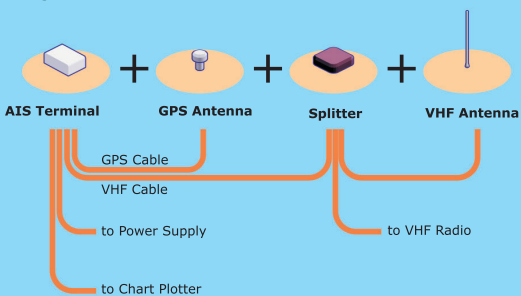 AIS Terminal
GPS Antenna
Splitter
VHF Antenna
GPS Cable
VHF Cable
to Power Supply
to VHF Radio
to Chart Plotter